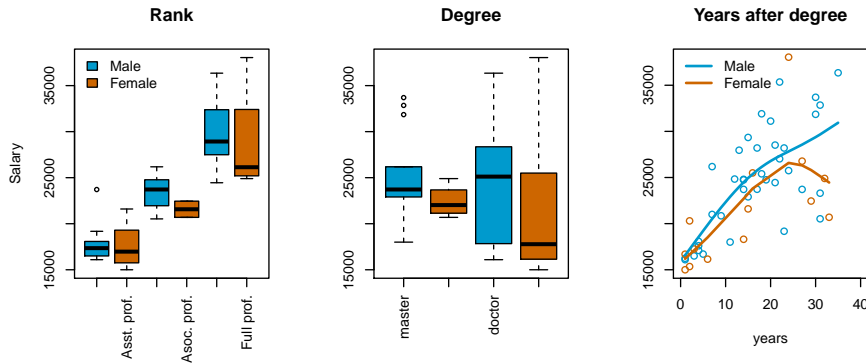 Rank
Salary
15000
25000
35000
Male
Female
Asst. prof.
Asoc. prof.
Full prof.
Degree
15000
25000
35000
master
doctor
Years after degree
15000
25000
35000
Male
Female
0
10
20
30
40
years